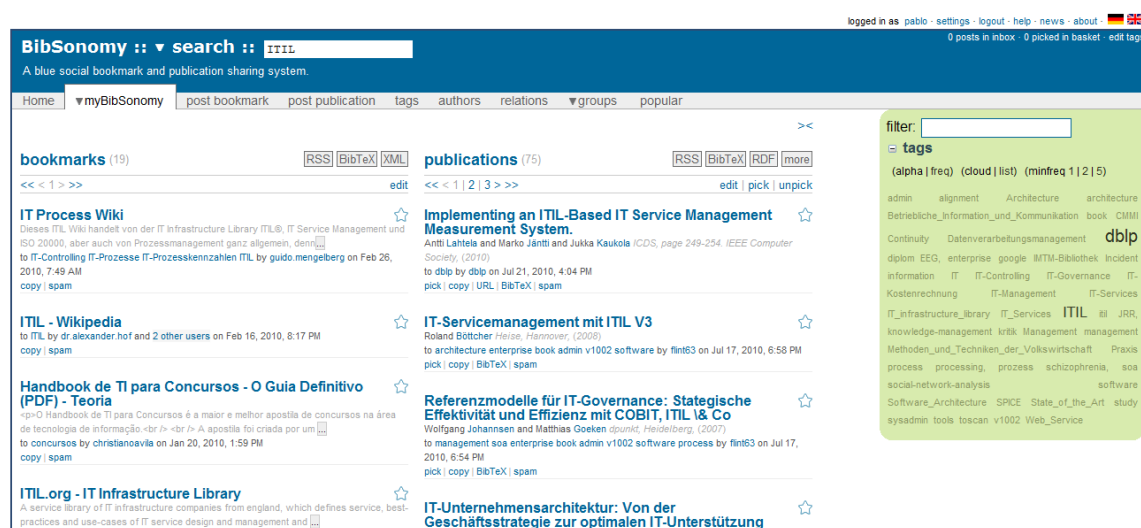 logged in as pablo · settings · logout · help · news · about ·
BibSonomy :: ▼ search :: ITIL
0 posts in inbox · 0 picked in basket · edit tags
A blue social bookmark and publication sharing system.
Home ▼myBibSonomy post bookmark post publication tags authors relations ▼groups popular
><
bookmarks (19) RSS BibTeX XML
<< < 1 > >> edit
IT Process Wiki
Dieses ITIL Wiki handelt von der IT Infrastructure Library ITIL®, IT Service Management und
ISO 20000, aber auch von Prozessmanagement ganz allgemein, denn...
to IT-Controlling IT-Prozesse IT-Prozesskennzahlen ITIL by guido.mengelberg on Feb 26,
2010, 7:49 AM
copy | spam
ITIL - Wikipedia
to ITIL by dr.alexander.hof and 2 other users on Feb 16, 2010, 8:17 PM
copy | spam
Handbook de TI para Concursos - O Guia Definitivo
(PDF) - Teoria
<p>O Handbook de TI para Concursos é a maior e melhor apostila de concursos na área
de tecnologia de informação.<br /> <br /> A apostila foi criada por um ...
to concursos by christianoavila on Jan 20, 2010, 1:59 PM
copy | spam
ITIL.org - IT Infrastructure Library
A service library of IT infrastructure companies from england, which defines service, best-
practices and use-cases of IT service design and management and ...
publications (75) RSS BibTeX RDF more
<< < 1 | 2 | 3 > >> edit | pick | unpick
Implementing an ITIL-Based IT Service Management
Measurement System.
Antti Lahtela and Marko Jäntti and Jukka Kaukola ICDS, page 249-254. IEEE Computer
Society, (2010)
to dblp by dblp on Jul 21, 2010, 4:04 PM
pick | copy | URL | BibTeX | spam
IT-Servicemanagement mit ITIL V3
Roland Böttcher Heise, Hannover, (2006)
to architecture enterprise book admin v1002 software by flint63 on Jul 17, 2010, 6:58 PM
pick | copy | BibTeX | spam
Referenzmodelle für IT-Governance: Stategische
Effektivität und Effizienz mit COBIT, ITIL \& Co
Wolfgang Johannsen and Matthias Goeken dpunkt, Heidelberg, (2007)
to management soa enterprise book admin v1002 software process by flint63 on Jul 17,
2010, 6:54 PM
pick | copy | BibTeX | spam
IT-Unternehmensarchitektur: Von der
Geschäftsstrategie zur optimalen IT-Unterstützung
filter:
tags
(alpha | freq) (cloud | list) (minfreq 1 | 2 | 5)
admin alignment Architecture architecture
Betriebliche_Information_und_Kommunikation book CMMI
Continuity Datenverarbeitungsmanagement dblp
diplom EEG, enterprise google IMTM-Bibliothek Incident
information IT IT-Controlling IT-Governance IT-
Kostenrechnung IT-Management IT-Services
IT_infrastructure_library IT_Services ITIL itil JRR,
knowledge-management kritik Management management
Methoden_und_Techniken_der_Volkswirtschaft Praxis
process processing, prozess schizophrenia, soa
social-network-analysis software
Software_Architecture SPICE State_of_the_Art study
sysadmin tools toscan v1002 Web_Service